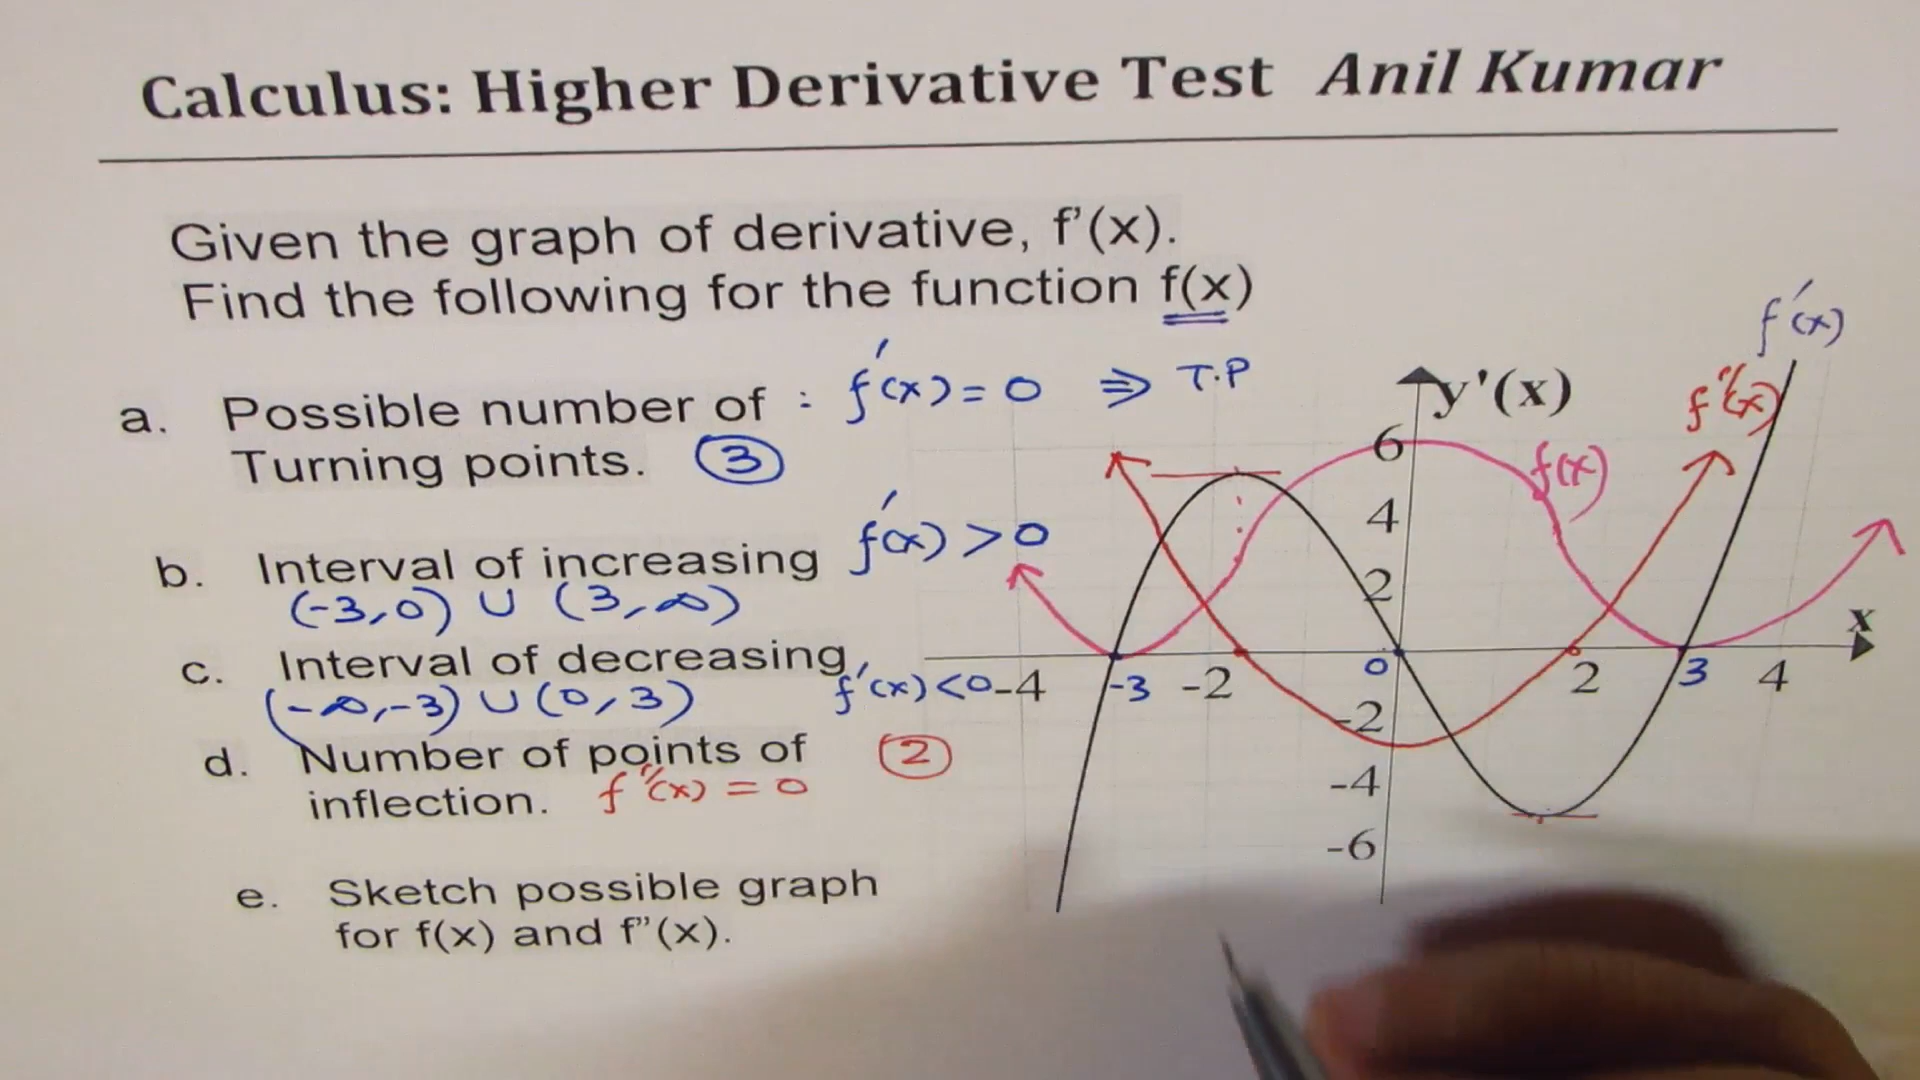 Calculus: Higher Derivative Test Anil Kumar
Given the graph of derivative, f'(x).
Find the following for the function f(x)
a. Possible number of : f'(x) = 0 ⇒ T.P
Turning points. 3
b. Interval of increasing f'(x) > 0
(-3, 0) ∪ (3, ∞)
c. Interval of decreasing, f'(x) < 0
(-∞, -3) ∪ (0, 3)
d. Number of points of 2
inflection. f''(x) = 0
e. Sketch possible graph
for f(x) and f”(x).
f'(x)
f''(x)
y'(x)
f(x)
6
4
2
x
-4 -3 -2 0 2 3 4
-2
-4
-6